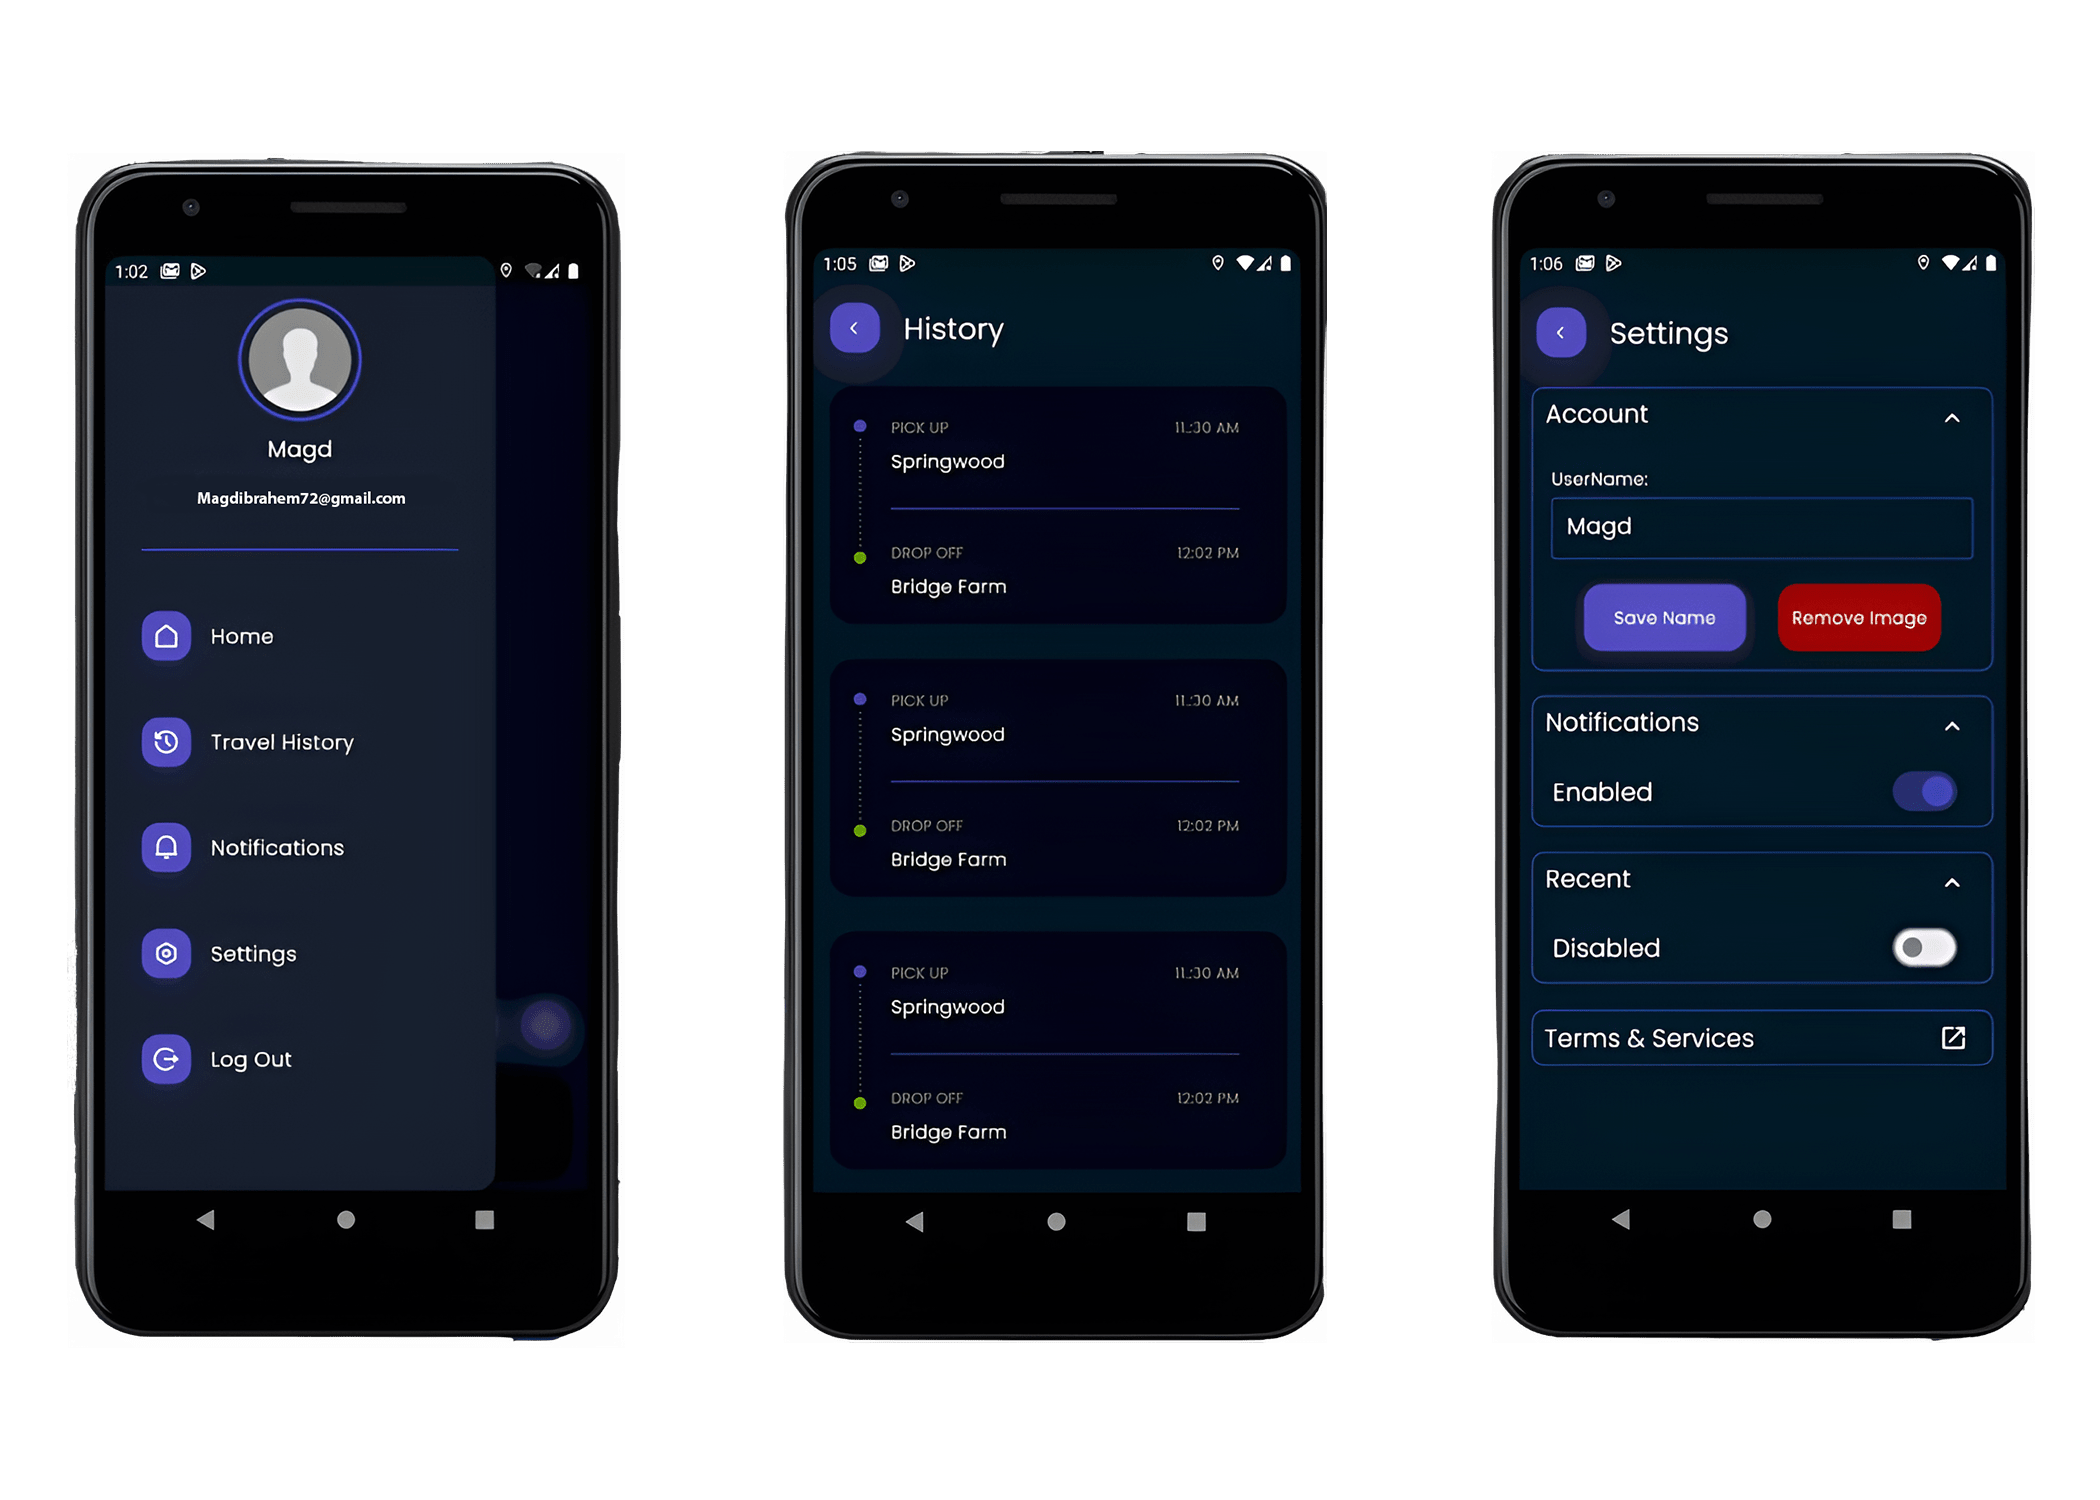 1:02
Magd
Magdibrahem72@gmail.com
Home
Travel History
Notifications
Settings
Log Out
1:05
History
PICK UP 11:30 AM
Springwood
DROP OFF 12:02 PM
Bridge Farm
PICK UP 11:30 AM
Springwood
DROP OFF 12:02 PM
Bridge Farm
PICK UP 11:30 AM
Springwood
DROP OFF 12:02 PM
Bridge Farm
1:06
Settings
Account
UserName:
Magd
Save Name Remove Image
Notifications
Enabled
Recent
Disabled
Terms & Services